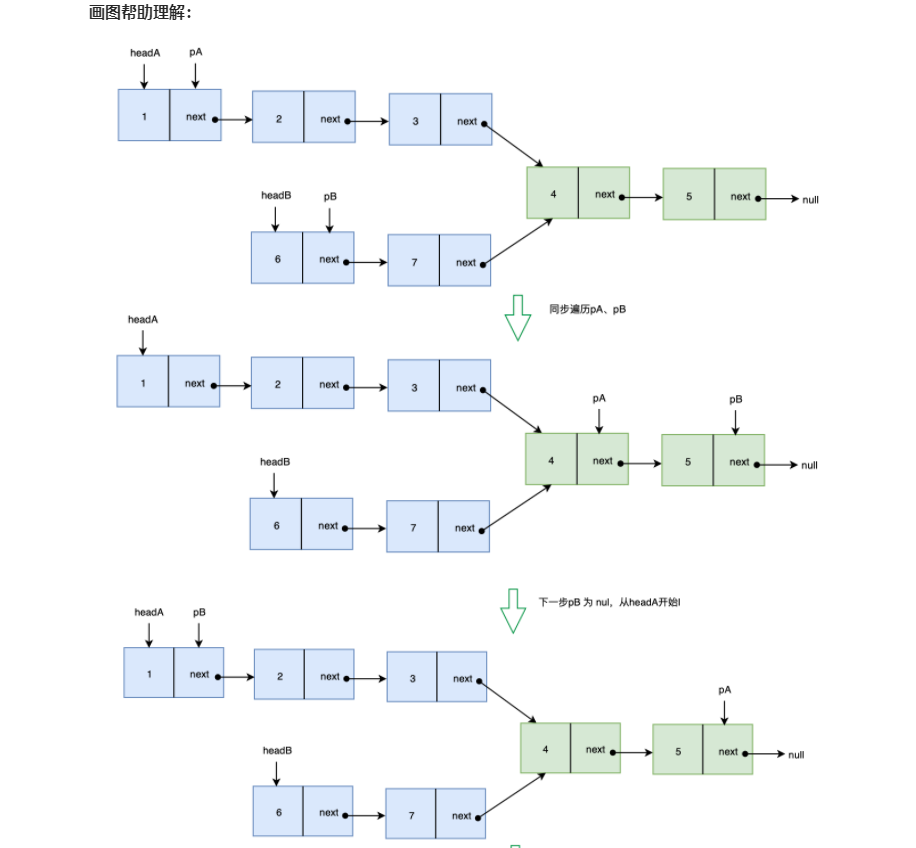 画图帮助理解：
headA pA
1 next 2 next 3 next
4 next 5 next null
headB pB
6 next 7 next
同步遍历pA、pB
headA
1 next 2 next 3 next
pA pB
4 next 5 next null
headB
6 next 7 next
下一步pB 为 nul，从headA开始l
headA pB
1 next 2 next 3 next
pA
4 next 5 next null
headB
6 next 7 next